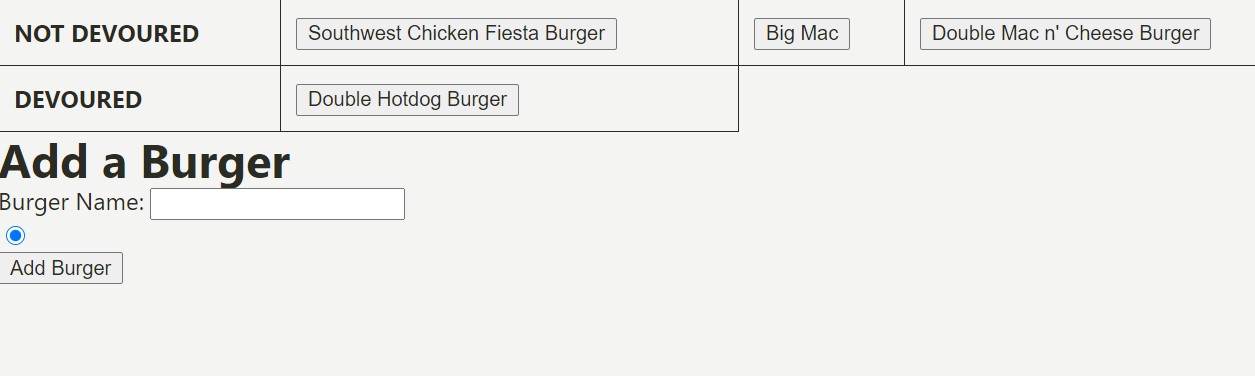 NOT DEVOURED Southwest Chicken Fiesta Burger Big Mac Double Mac n' Cheese Burger
DEVOURED Double Hotdog Burger
Add a Burger
Burger Name:
Add Burger